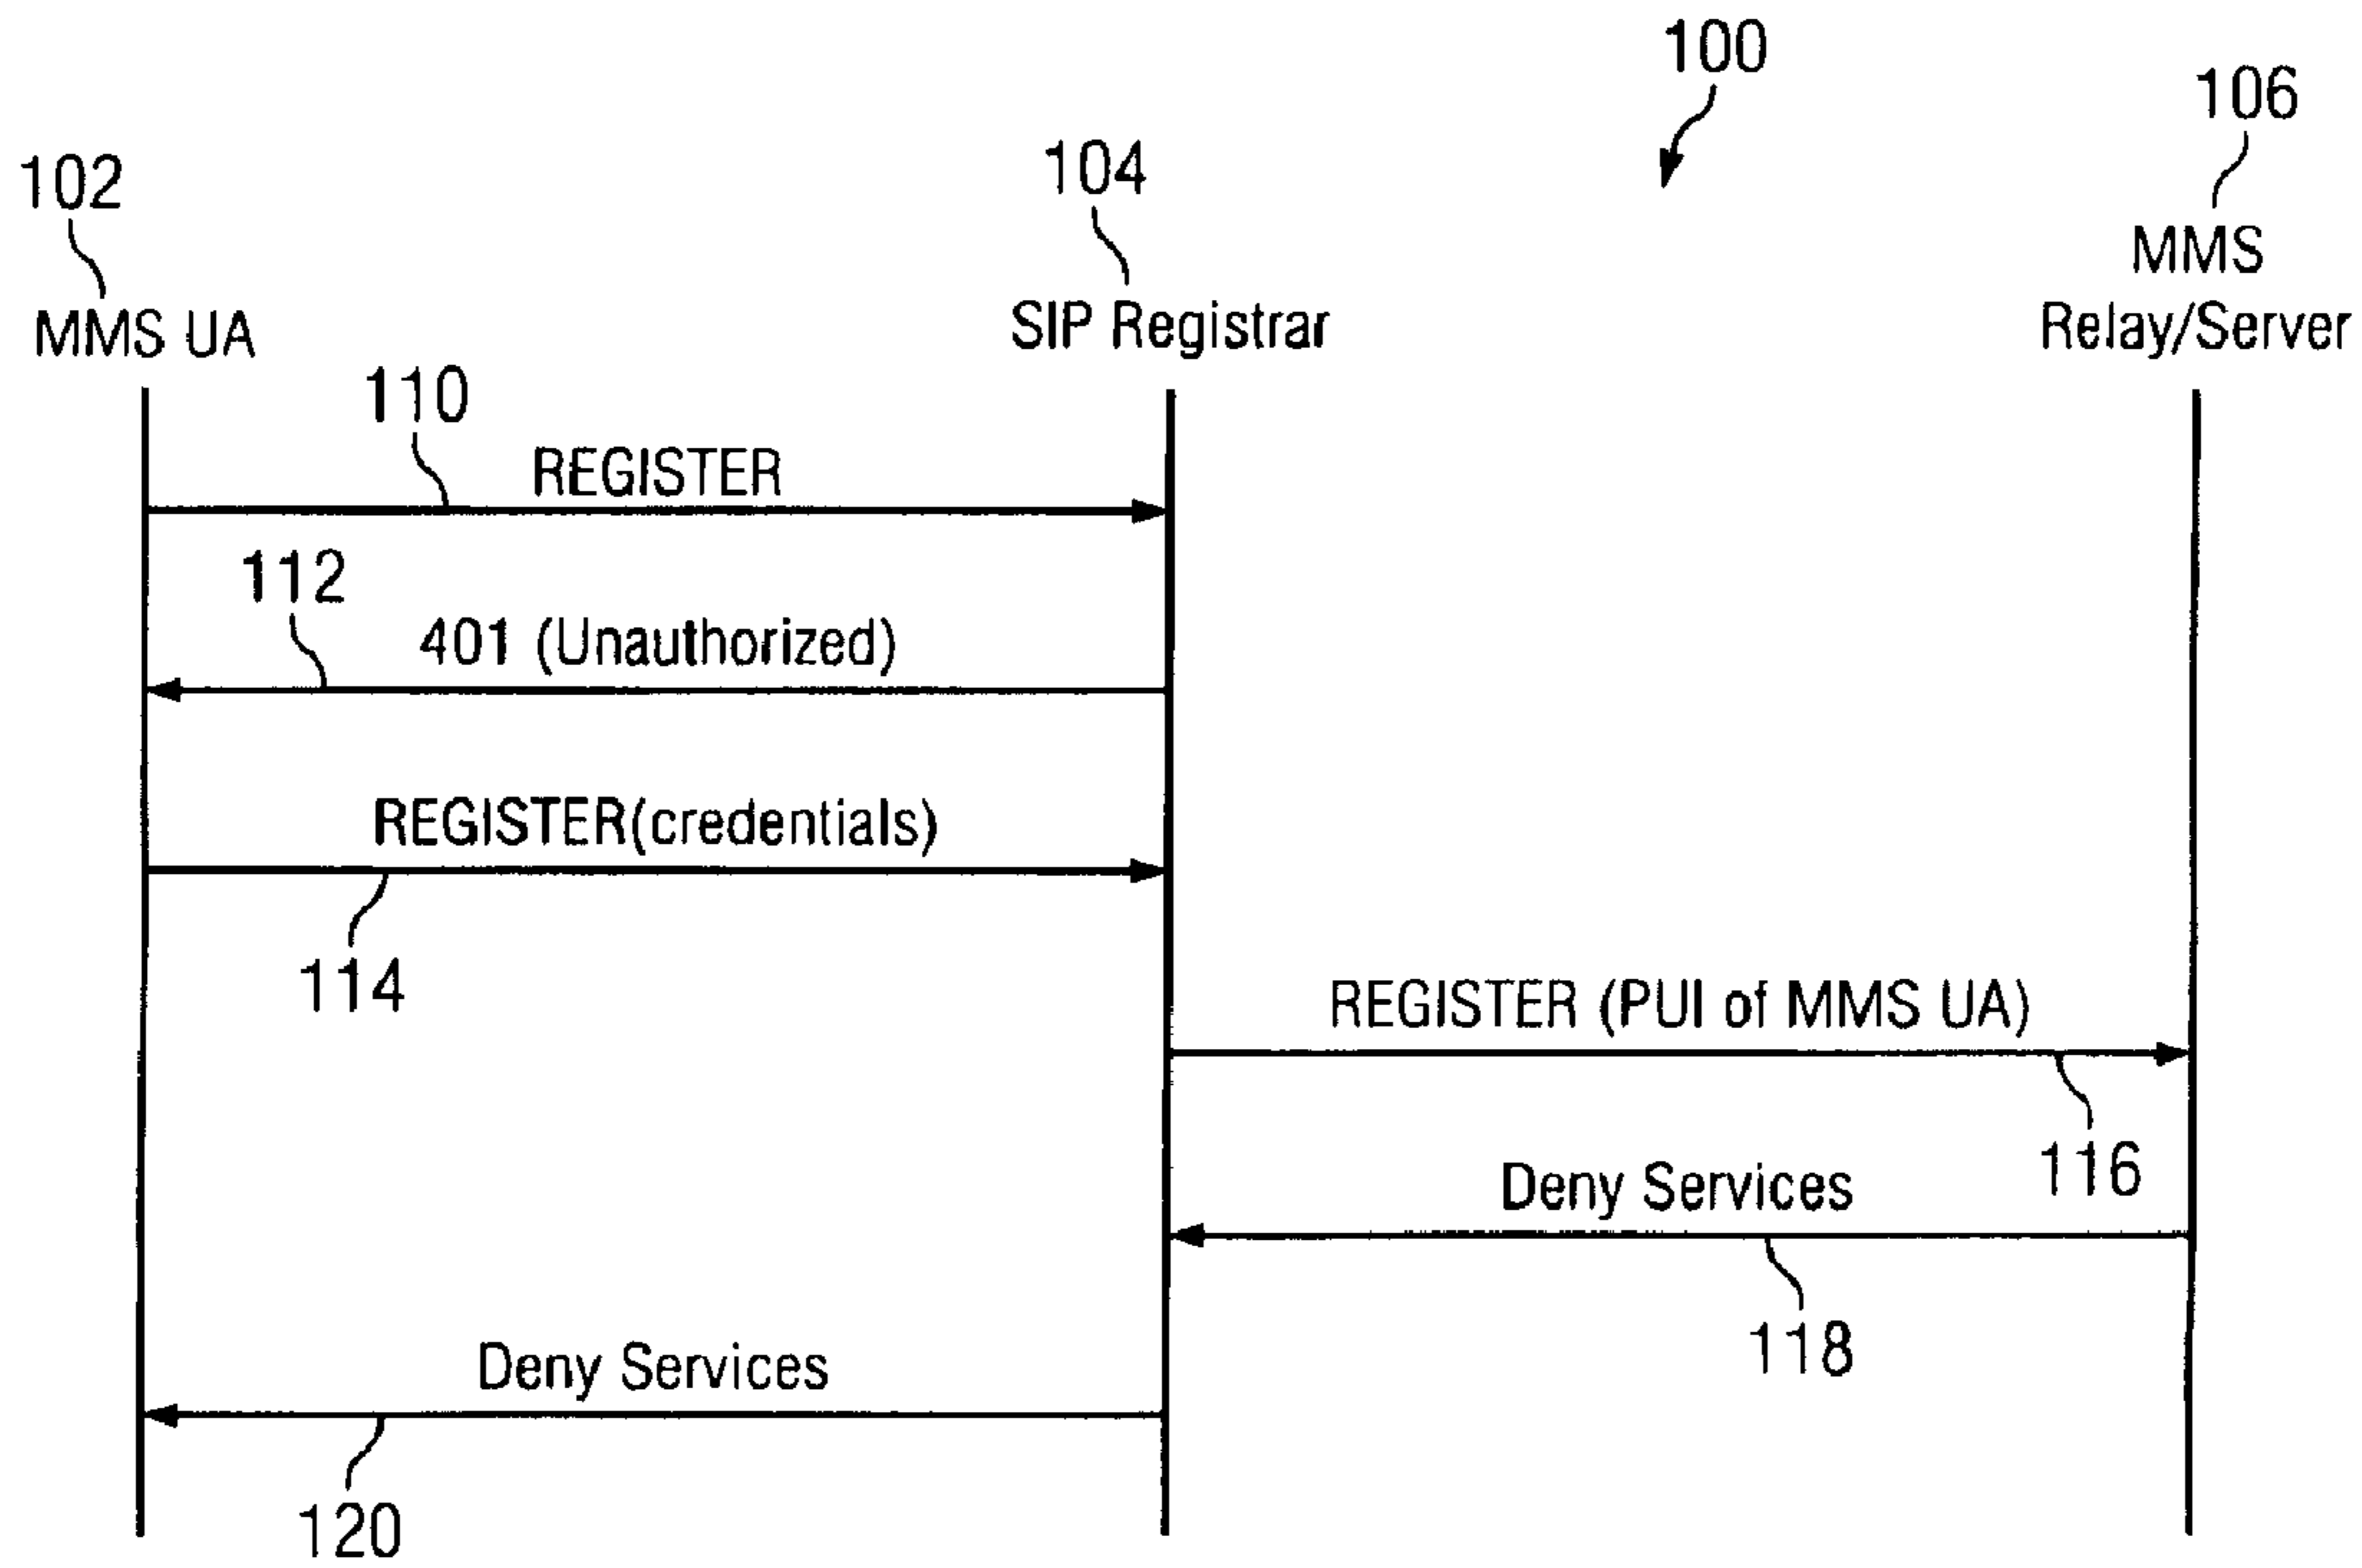 100
106
102
104
MMS
Relay/Server
MMS UA
SIP Registrar
110
REGISTER
112
401 (Unauthorized)
REGISTER(credentials)
114
REGISTER (PUI of MMS UA)
116
Deny Services
118
Deny Services
120